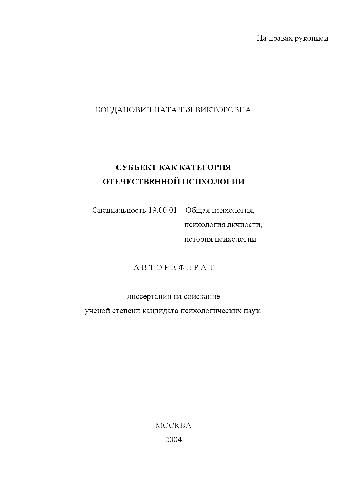 На правах рукописи
БОГДАНОВИЧ НАТАЛЬЯ ВИКТОРОВНА
СУБЪЕКТ КАК КАТЕГОРИЯ
ОТЕЧЕСТВЕННОЙ ПСИХОЛОГИИ
Специальность 19.00.01 Общая психология,
психология личности,
история психологии
АВТОРЕФЕРАТ
диссертации на соискание
ученой степени кандидата психологических наук
МОСКВА
2004